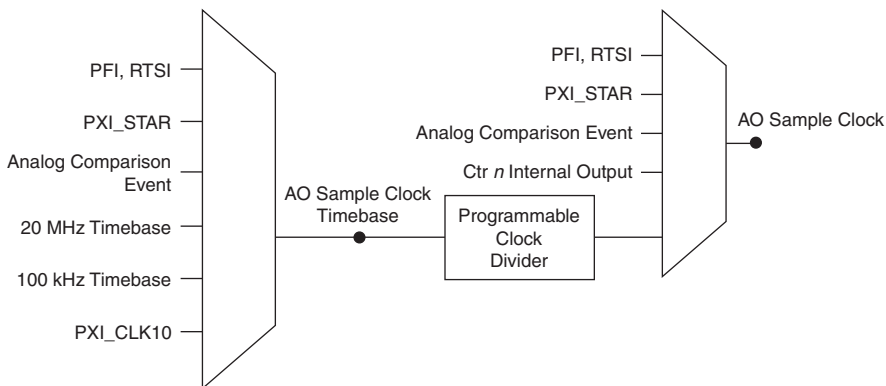 PFI, RTSI
PXI_STAR
Analog Comparison
Event
20 MHz Timebase
100 kHz Timebase
PXI_CLK10
AO Sample Clock
Timebase
Programmable
Clock
Divider
PFI, RTSI
PXI_STAR
Analog Comparison Event
Ctr n Internal Output
AO Sample Clock